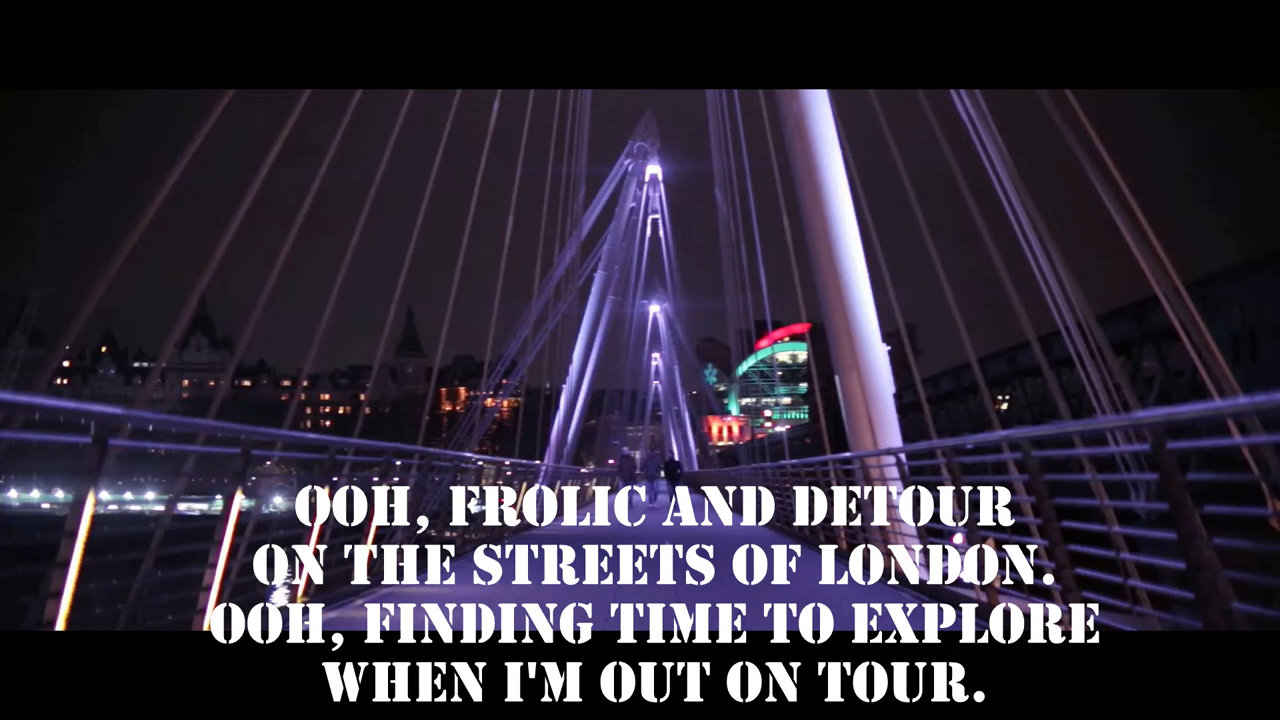 OOH, FROLIC AND DETOUR
ON THE STREETS OF LONDON.
OOH, FINDING TIME TO EXPLORE
WHEN I'M OUT ON TOUR.